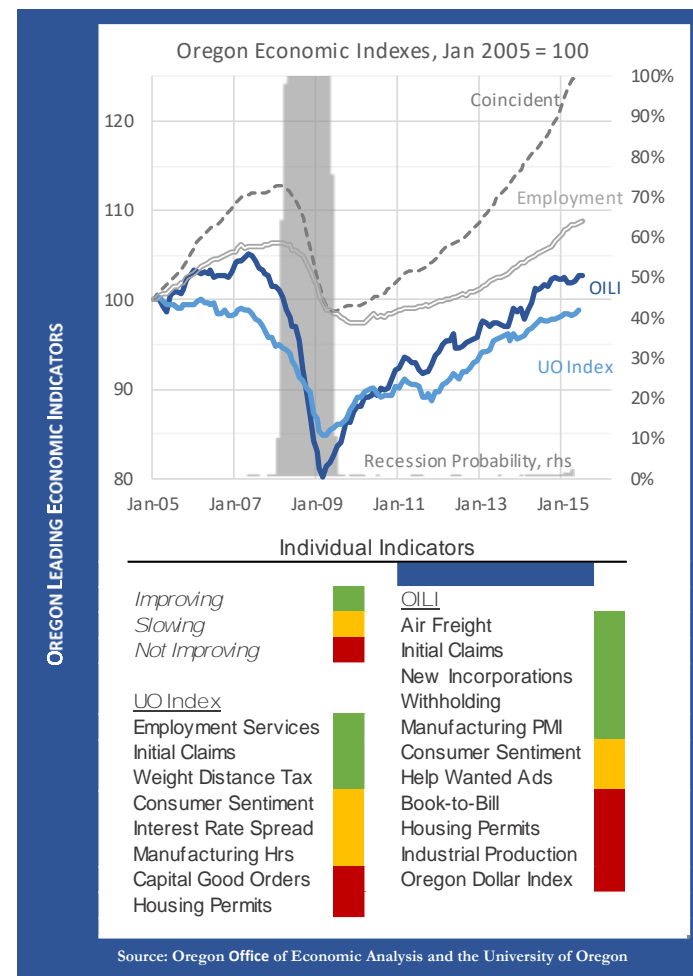 OREGON LEADING ECONOMIC INDICATORS
Oregon Economic Indexes, Jan 2005 = 100
120
110
100
90
80
100%
90%
80%
70%
60%
50%
40%
30%
20%
10%
0%
Coincident
Employment
OILI
UO Index
Recession Probability, rhs
Jan-05 Jan-07 Jan-09 Jan-11 Jan-13 Jan-15
Individual Indicators
Improving
Slowing
Not Improving
UO Index
Employment Services
Initial Claims
Weight Distance Tax
Consumer Sentiment
Interest Rate Spread
Manufacturing Hrs
Capital Good Orders
Housing Permits
OILI
Air Freight
Initial Claims
New Incorporations
Withholding
Manufacturing PMI
Consumer Sentiment
Help Wanted Ads
Book-to-Bill
Housing Permits
Industrial Production
Oregon Dollar Index
Source: Oregon Office of Economic Analysis and the University of Oregon